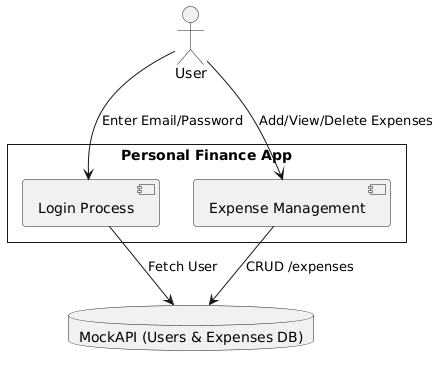 User
Enter Email/Password
Add/View/Delete Expenses
Personal Finance App
Login Process
Expense Management
Fetch User
CRUD /expenses
MockAPI (Users & Expenses DB)